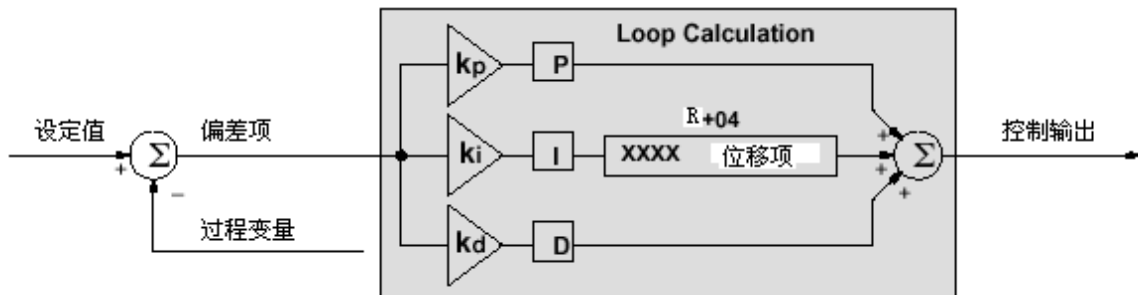 Loop Calculation
kp P
R+04
设定值 偏差项 控制输出
Σ ki I XXXX 位移项 Σ
+ + + +
−
过程变量 kd D